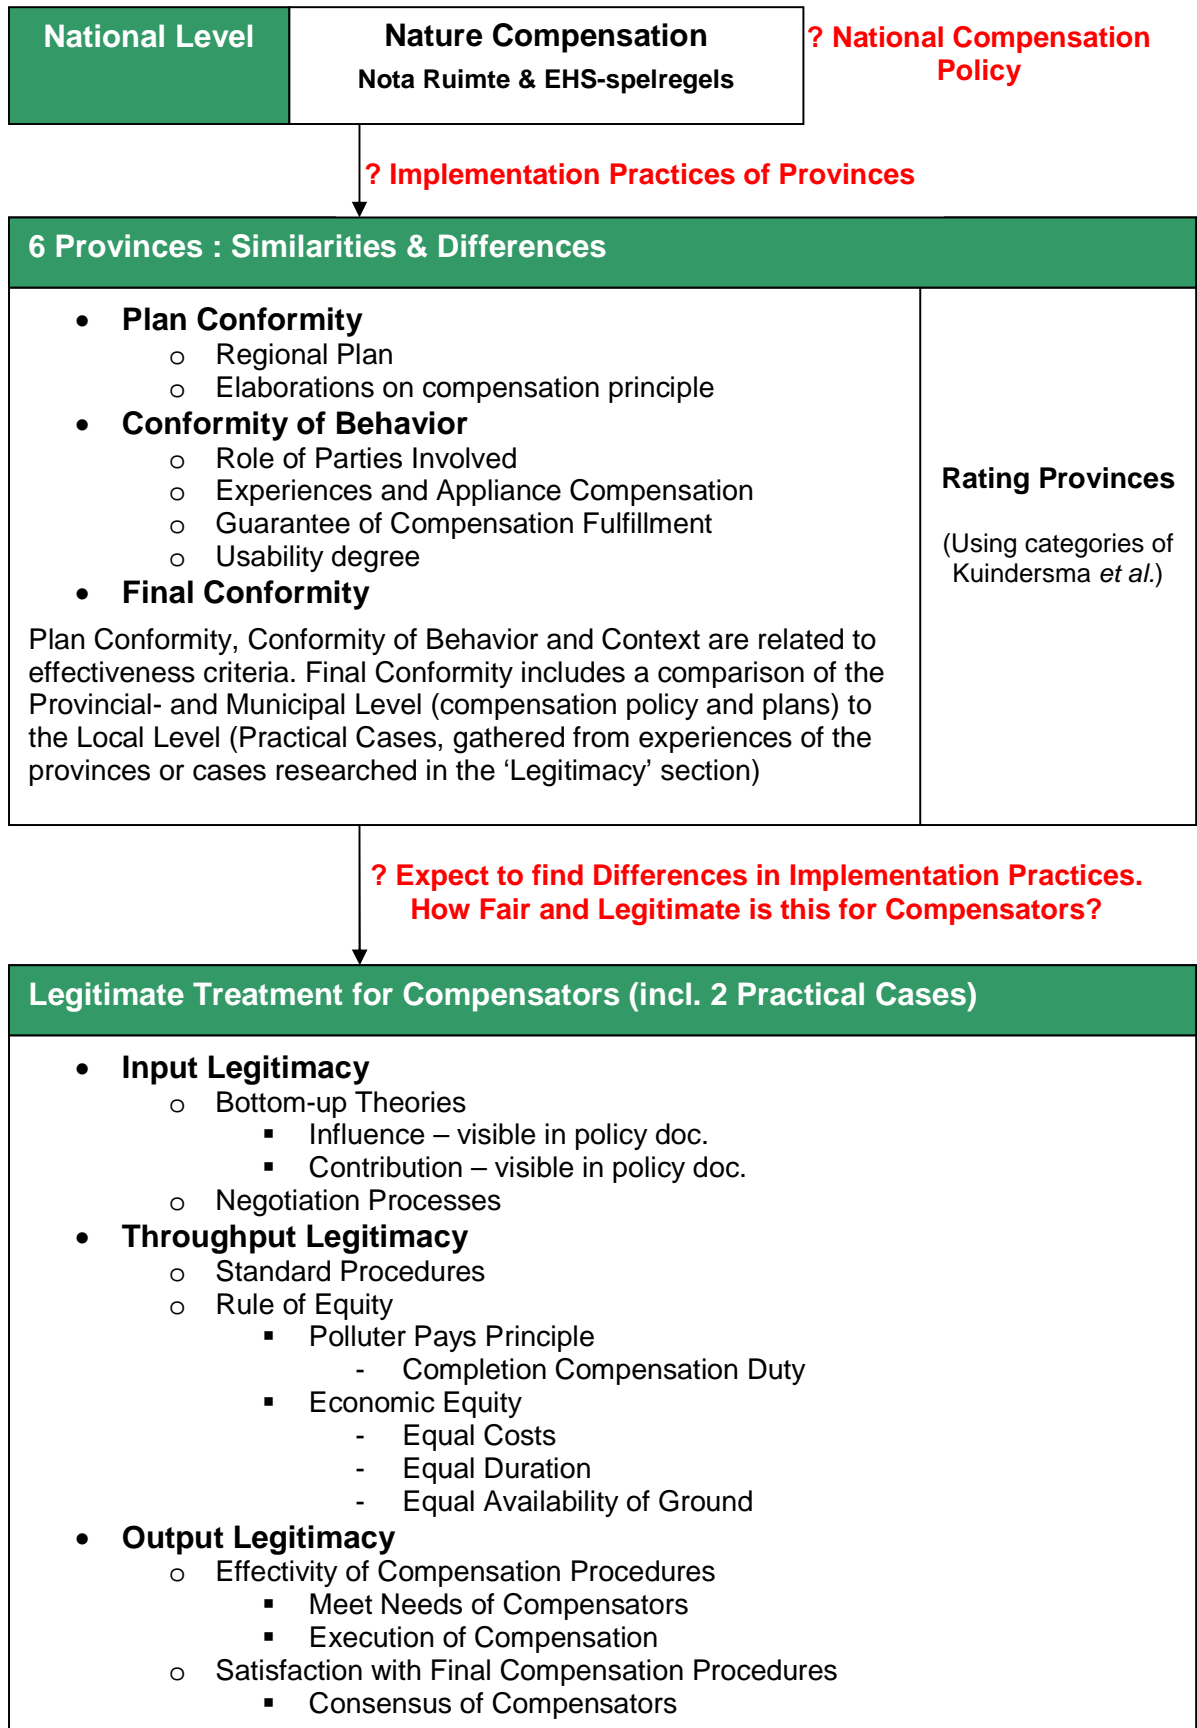 National Level
Nature Compensation
Nota Ruimte & EHS-spelregels
? National Compensation
Policy
? Implementation Practices of Provinces
6 Provinces : Similarities & Differences
• Plan Conformity
o Regional Plan
o Elaborations on compensation principle
• Conformity of Behavior
o Role of Parties Involved
o Experiences and Appliance Compensation
o Guarantee of Compensation Fulfillment
o Usability degree
• Final Conformity
Plan Conformity, Conformity of Behavior and Context are related to
effectiveness criteria. Final Conformity includes a comparison of the
Provincial- and Municipal Level (compensation policy and plans) to
the Local Level (Practical Cases, gathered from experiences of the
provinces or cases researched in the ‘Legitimacy’ section)
Rating Provinces
(Using categories of
Kuindersma et al.)
? Expect to find Differences in Implementation Practices.
How Fair and Legitimate is this for Compensators?
Legitimate Treatment for Compensators (incl. 2 Practical Cases)
• Input Legitimacy
o Bottom-up Theories
▪ Influence – visible in policy doc.
▪ Contribution – visible in policy doc.
o Negotiation Processes
• Throughput Legitimacy
o Standard Procedures
o Rule of Equity
▪ Polluter Pays Principle
- Completion Compensation Duty
▪ Economic Equity
- Equal Costs
- Equal Duration
- Equal Availability of Ground
• Output Legitimacy
o Effectivity of Compensation Procedures
▪ Meet Needs of Compensators
▪ Execution of Compensation
o Satisfaction with Final Compensation Procedures
▪ Consensus of Compensators